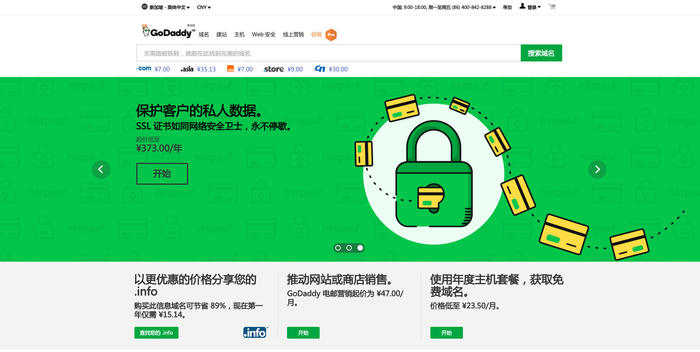 新加坡 - 简体中文
CNY
中国: 9:00-18:00, 周一至周五 (86) 400-842-8288
帮助
登录
GoDaddy™
域名
建站
主机
Web 安全
线上营销
促销
Pro
无需踏破铁鞋，就能在此找到完美的域名
搜索域名
.com ¥7.00
.asia ¥35.13
¥7.00
.store ¥9.00
.cn ¥30.00
保护客户的私人数据。
SSL 证书如同网络安全卫士，永不停歇。
起价低至
¥373.00/年
开始
以更优惠的价格分享您的
.info
购买此信息域名可节省 89%，现在第一
年仅需 ¥15.14。
查找您的 .info
.info
推动网站或商店销售。
GoDaddy 电邮营销起价为 ¥47.00/
月。
开始
使用年度主机套餐，获取免
费域名。
价格低至 ¥23.50/月。
开始